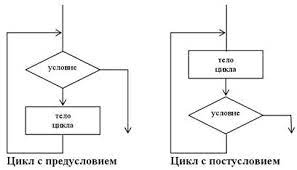 условие
тело
цикла
Цикл с предусловием
тело
цикла
условие
Цикл с постусловием